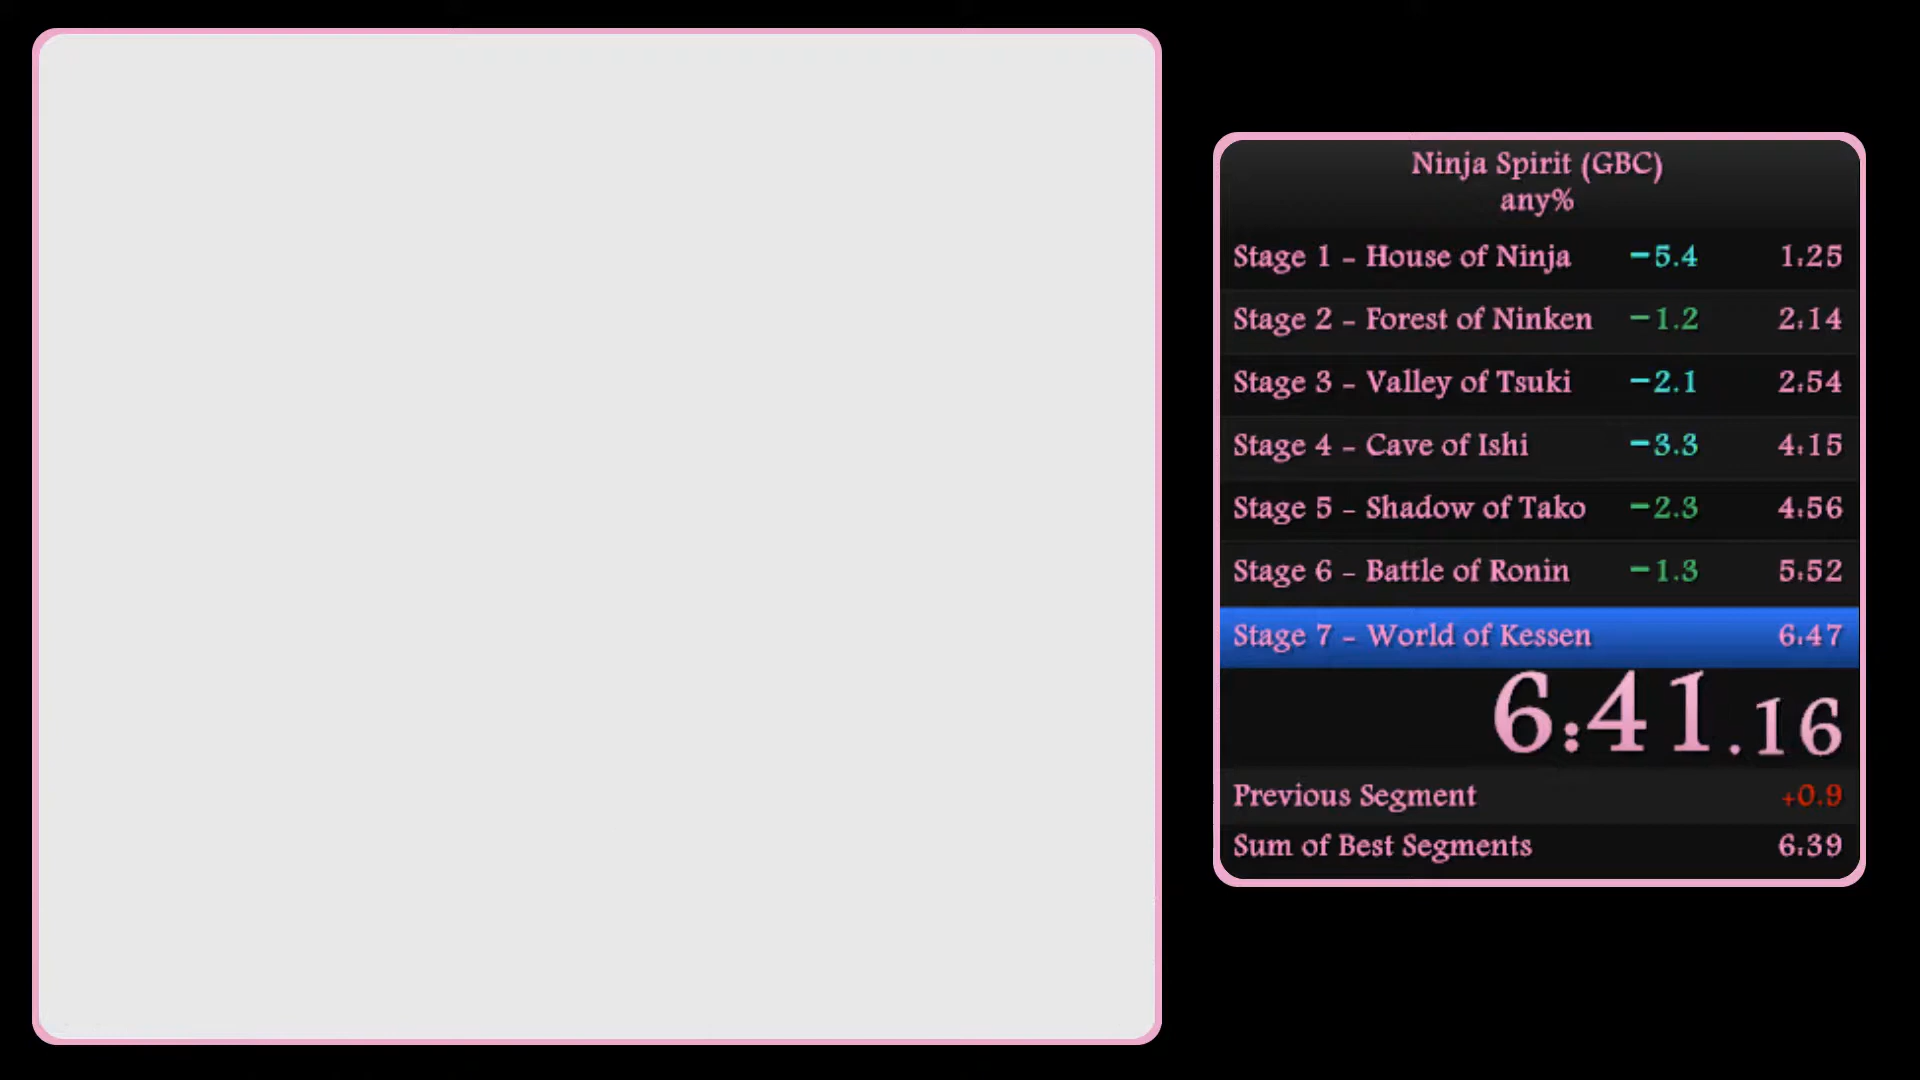 Ninja Spirit (GBC)
any%
Stage 1 - House of Ninja -5.4 1:25
Stage 2 - Forest of Ninken -1.2 2:14
Stage 3 - Valley of Tsuki -2.1 2:54
Stage 4 - Cave of Ishi -3.3 4:15
Stage 5 - Shadow of Tako -2.3 4:56
Stage 6 - Battle of Ronin -1.3 5:52
Stage 7 - World of Kessen 6:47
6:41.16
Previous Segment +0.9
Sum of Best Segments 6:39